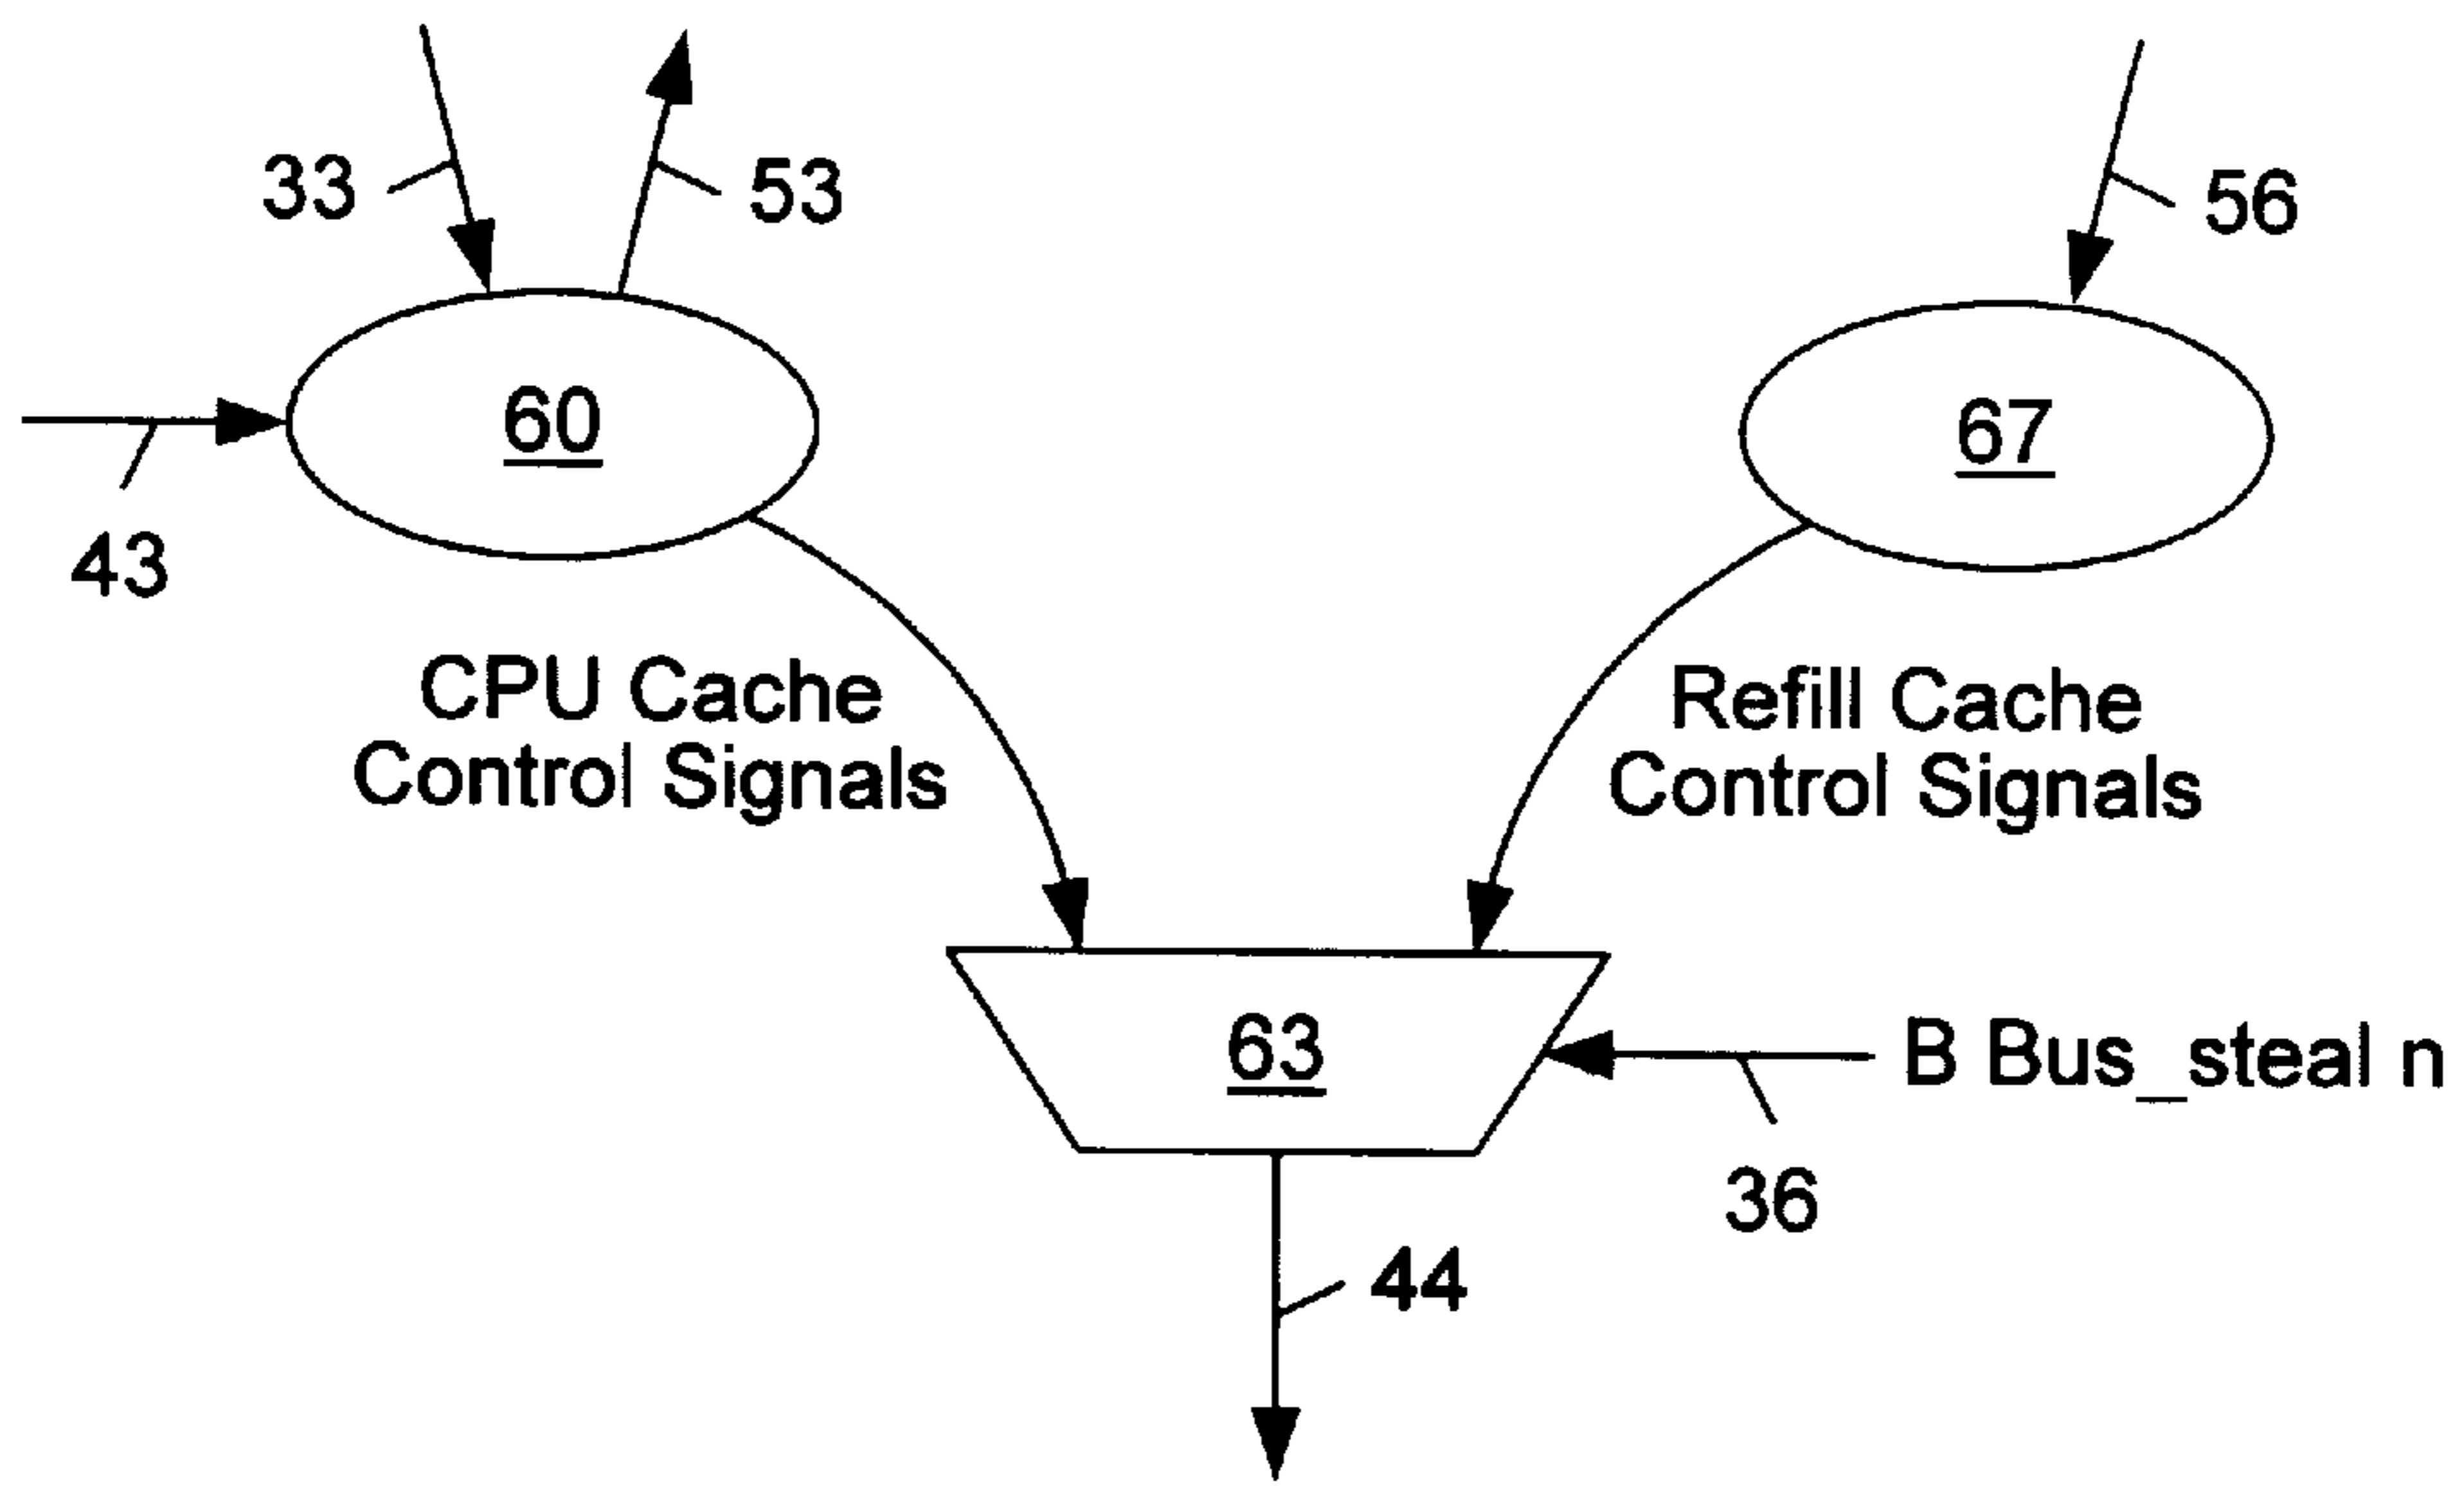 33
53
56
60
67
43
CPU Cache
Control Signals
Refill Cache
Control Signals
63
B Bus_steal n
36
44